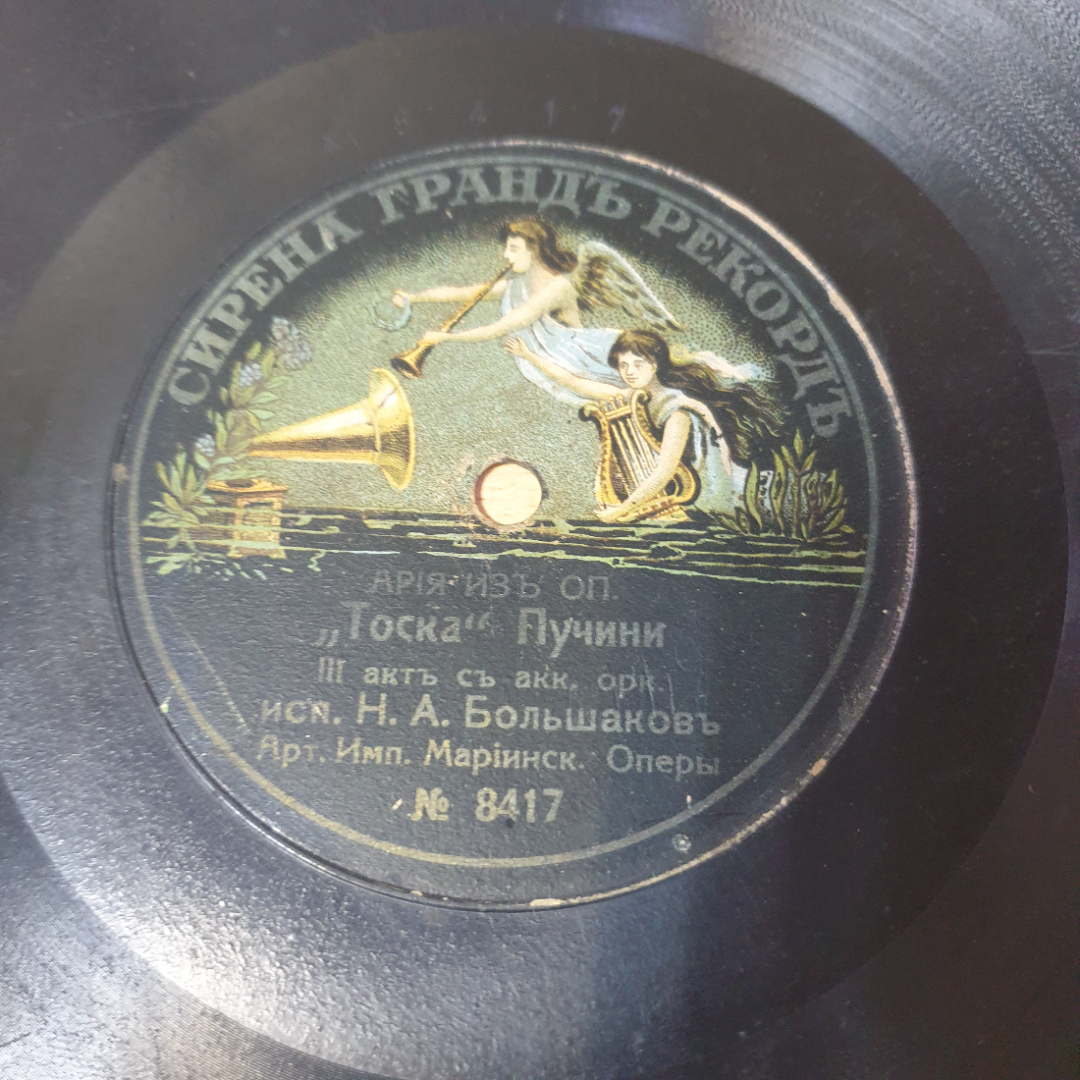 8417
СИРЕНА ГРАНДЪ РЕКОРДЪ
АРІЯ ИЗЪ ОП.
„Тоска“ Пучини
III актъ съ акк. орк.
исп. Н. А. Большаковъ
Арт. Имп. Маріинск. Оперы
№ 8417